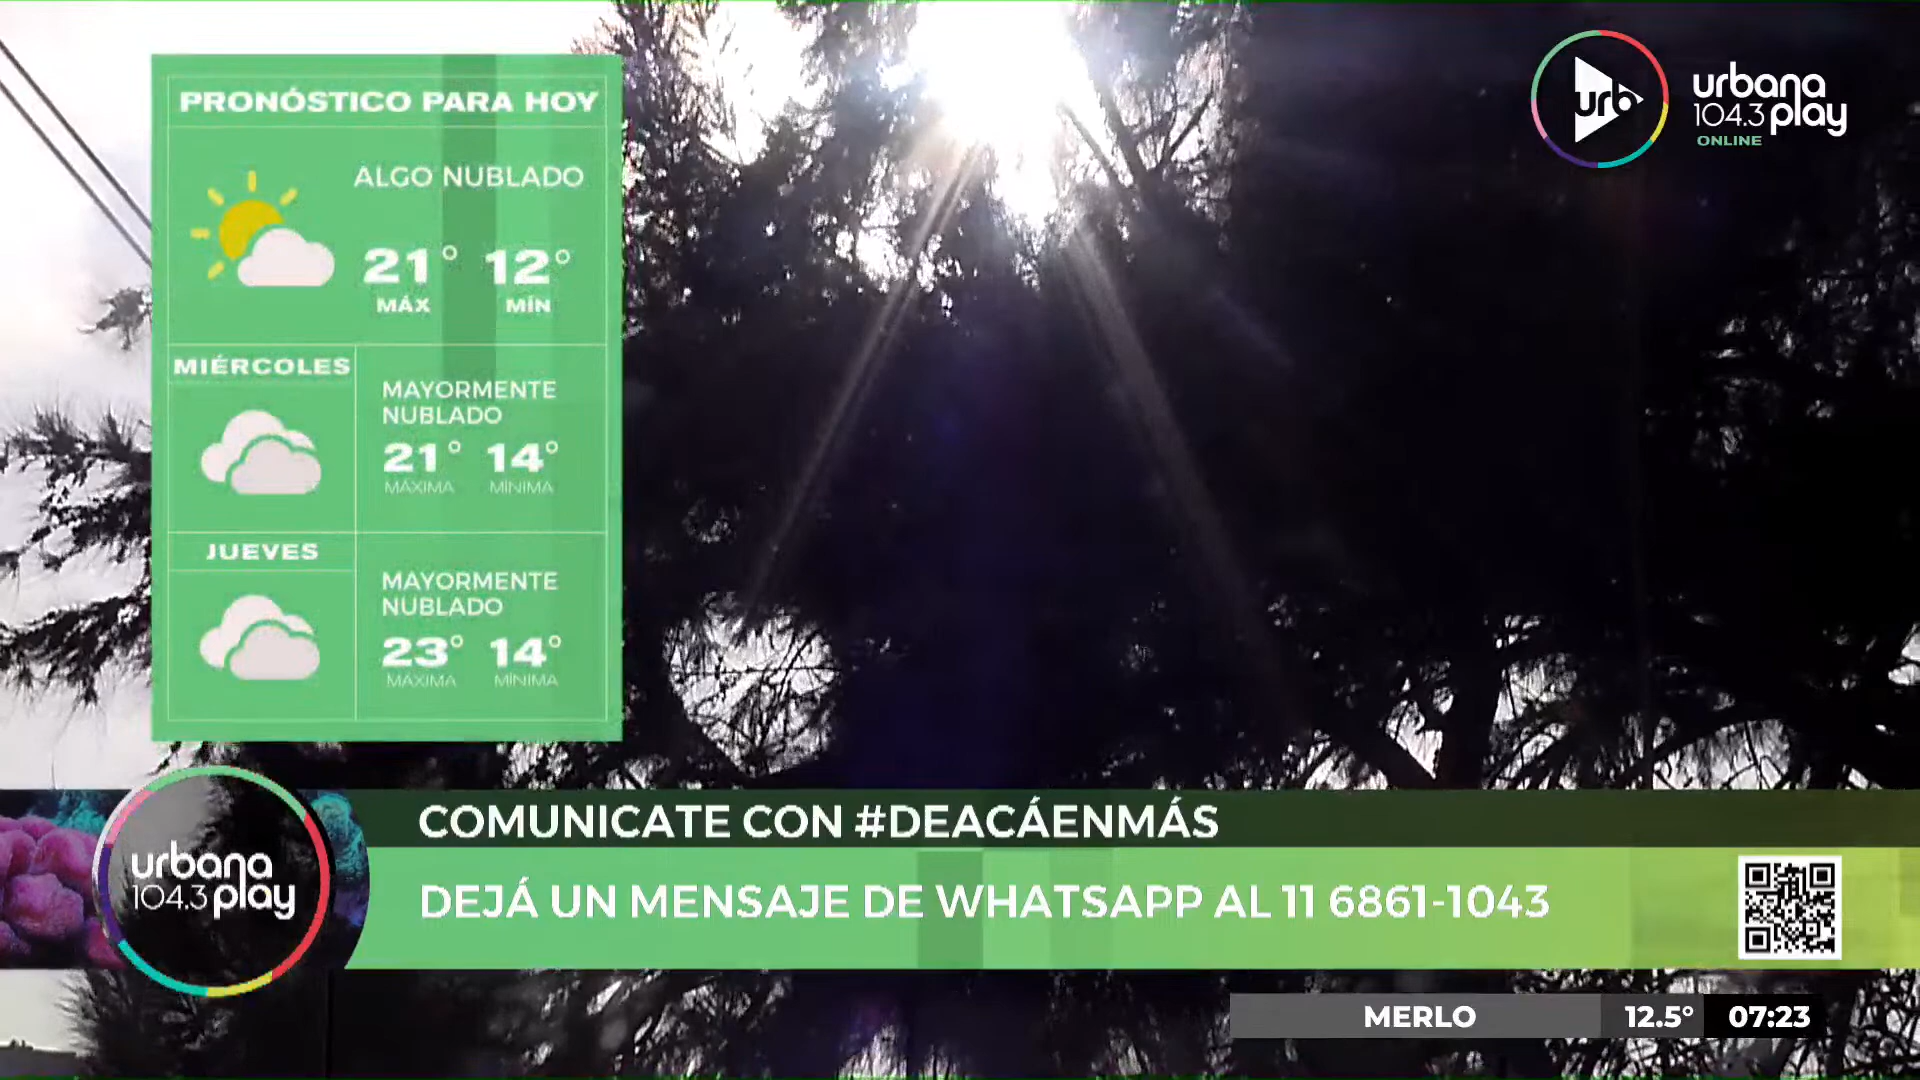 PRONÓSTICO PARA HOY
ALGO NUBLADO
21° 12°
MÁX MÍN
MIÉRCOLES
MAYORMENTE
NUBLADO
21° 14°
MÁXIMA MÍNIMA
JUEVES
MAYORMENTE
NUBLADO
23° 14°
MÁXIMA MÍNIMA
urb
urbana
104.3 play
ONLINE
urbana
104.3 play
COMUNICATE CON #DEACÁENMÁS
DEJÁ UN MENSAJE DE WHATSAPP AL 11 6861-1043
MERLO 12.5° 07:23